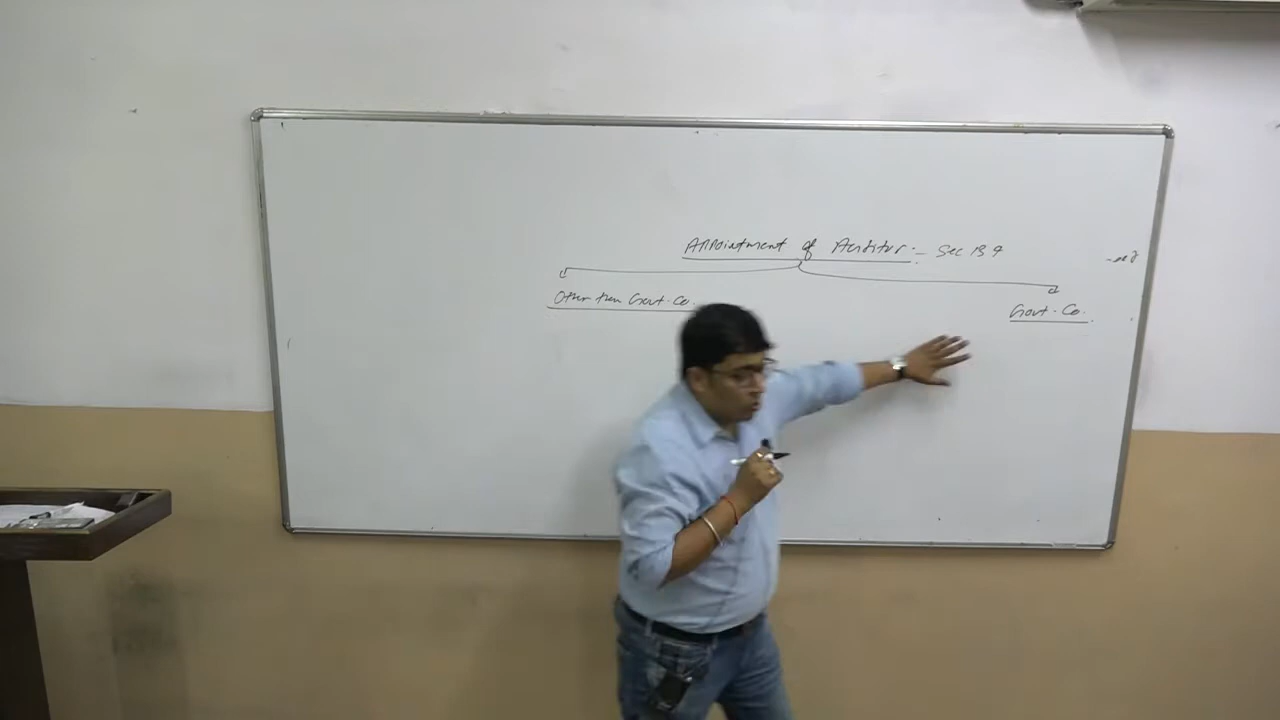 Appointment of Auditor :- Sec 139
Other than Govt. Co.
Govt. Co.